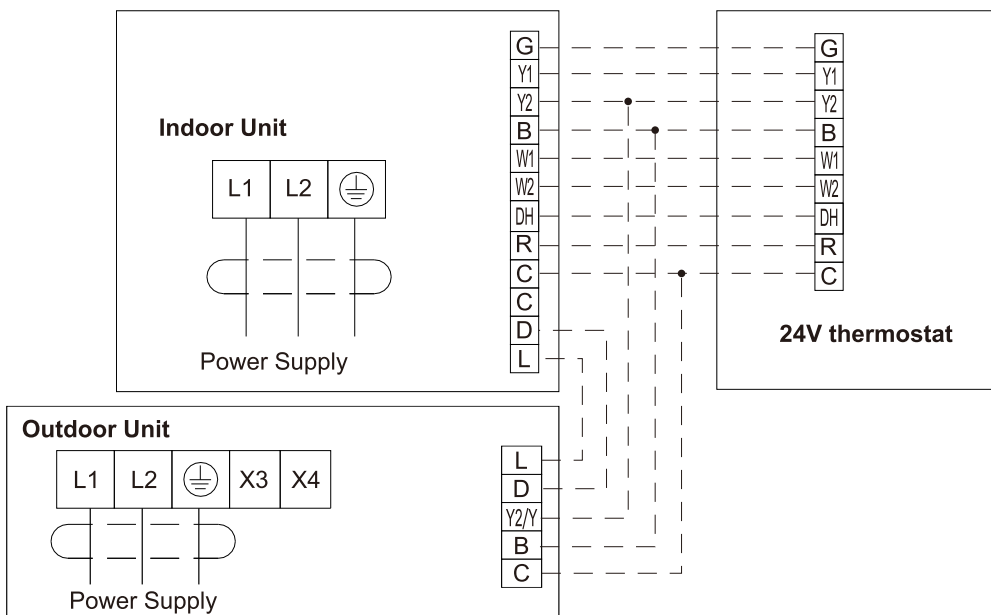 Indoor Unit
L1 L2
Power Supply
G
Y1
Y2
B
W1
W2
DH
R
C
C
D
L
G
Y1
Y2
B
W1
W2
DH
R
C
24V thermostat
Outdoor Unit
L1 L2 X3 X4
Power Supply
L
D
Y2/Y
B
C